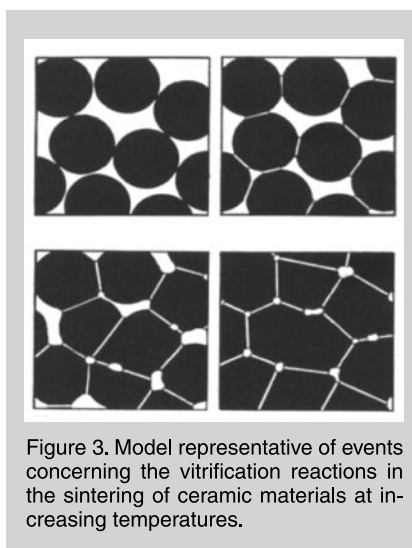 Figure 3. Model representative of events
concerning the vitrification reactions in
the sintering of ceramic materials at in-
creasing temperatures.